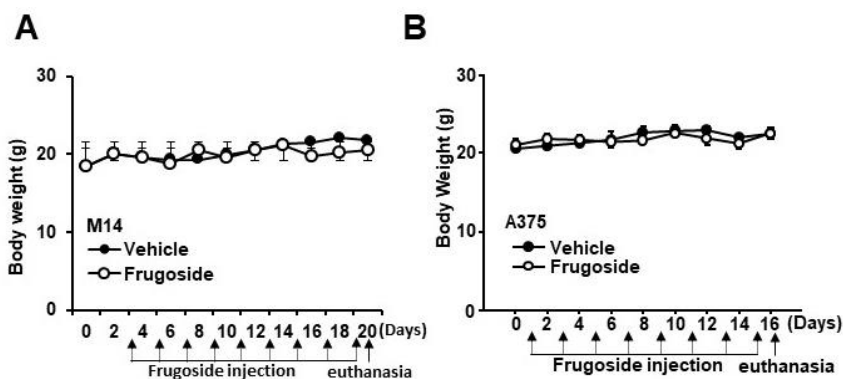 A
Body weight (g)
30
20
10
0
M14
Vehicle
Frugoside
0 2 4 6 8 10 12 14 16 18 20 (Days)
Frugoside injection
euthanasia
B
Body Weight (g)
30
20
10
0
A375
Vehicle
Frugoside
0 2 4 6 8 10 12 14 16 (Days)
Frugoside injection
euthanasia